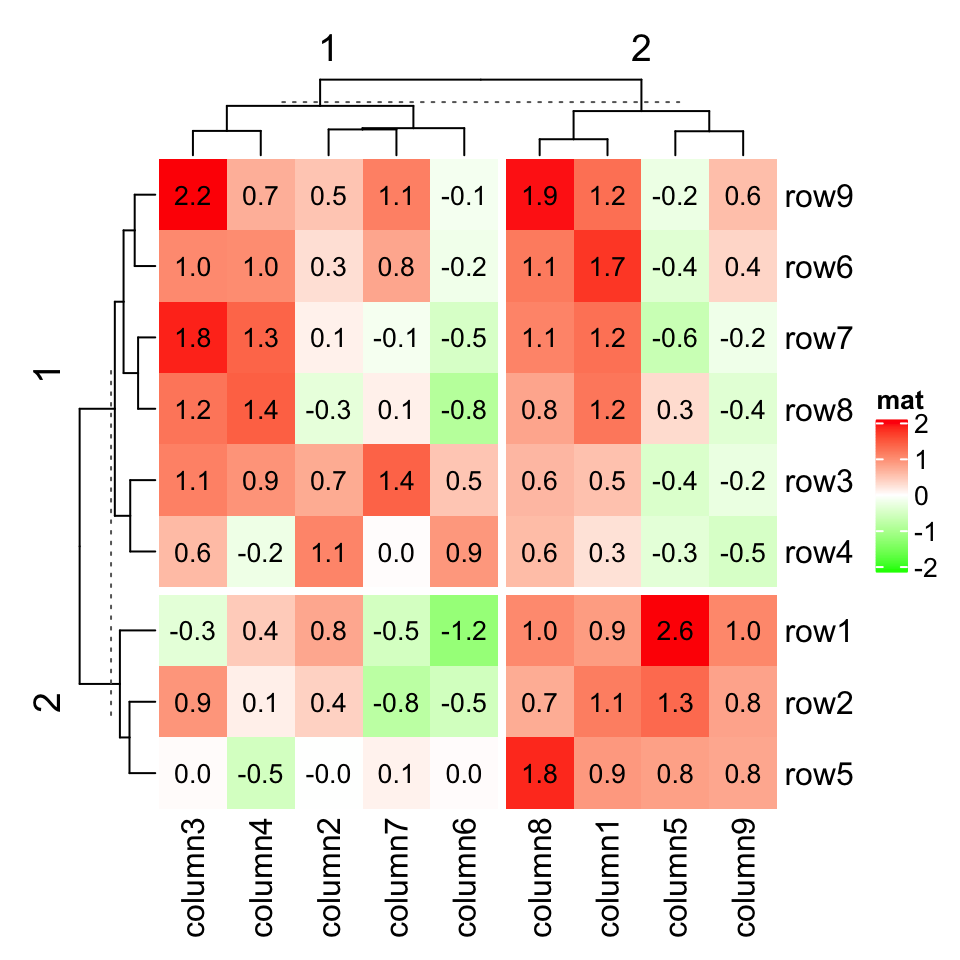 1 2
2.2 0.7 0.5 1.1 -0.1 1.9 1.2 -0.2 0.6 row9
1.0 1.0 0.3 0.8 -0.2 1.1 1.7 -0.4 0.4 row6
1.8 1.3 0.1 -0.1 -0.5 1.1 1.2 -0.6 -0.2 row7
1
1.2 1.4 -0.3 0.1 -0.8 0.8 1.2 0.3 -0.4 row8
1.1 0.9 0.7 1.4 0.5 0.6 0.5 -0.4 -0.2 row3
0.6 -0.2 1.1 0.0 0.9 0.6 0.3 -0.3 -0.5 row4
-0.3 0.4 0.8 -0.5 -1.2 1.0 0.9 2.6 1.0 row1
2
0.9 0.1 0.4 -0.8 -0.5 0.7 1.1 1.3 0.8 row2
0.0 -0.5 -0.0 0.1 0.0 1.8 0.9 0.8 0.8 row5
column3 column4 column2 column7 column6 column8 column1 column5 column9
mat
2
1
0
-1
-2